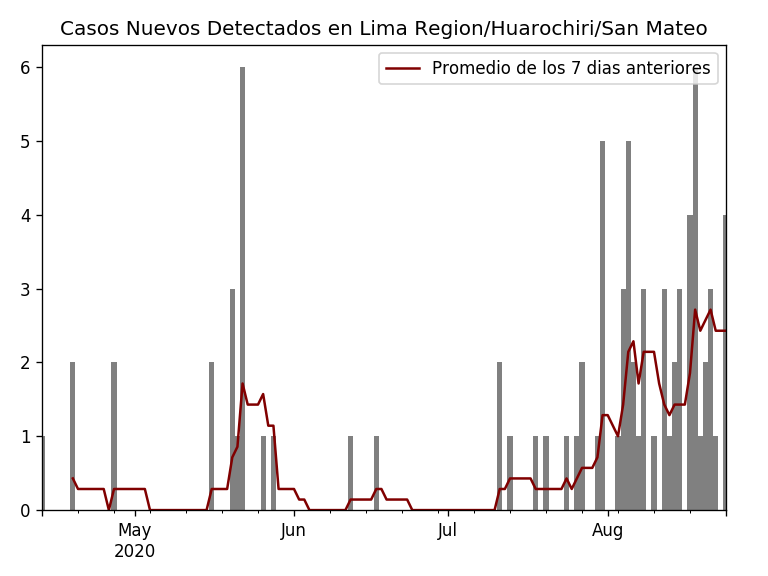 Casos Nuevos Detectados en Lima Region/Huarochiri/San Mateo
Promedio de los 7 dias anteriores
6
5
4
3
2
1
0
May
2020
Jun
Jul
Aug